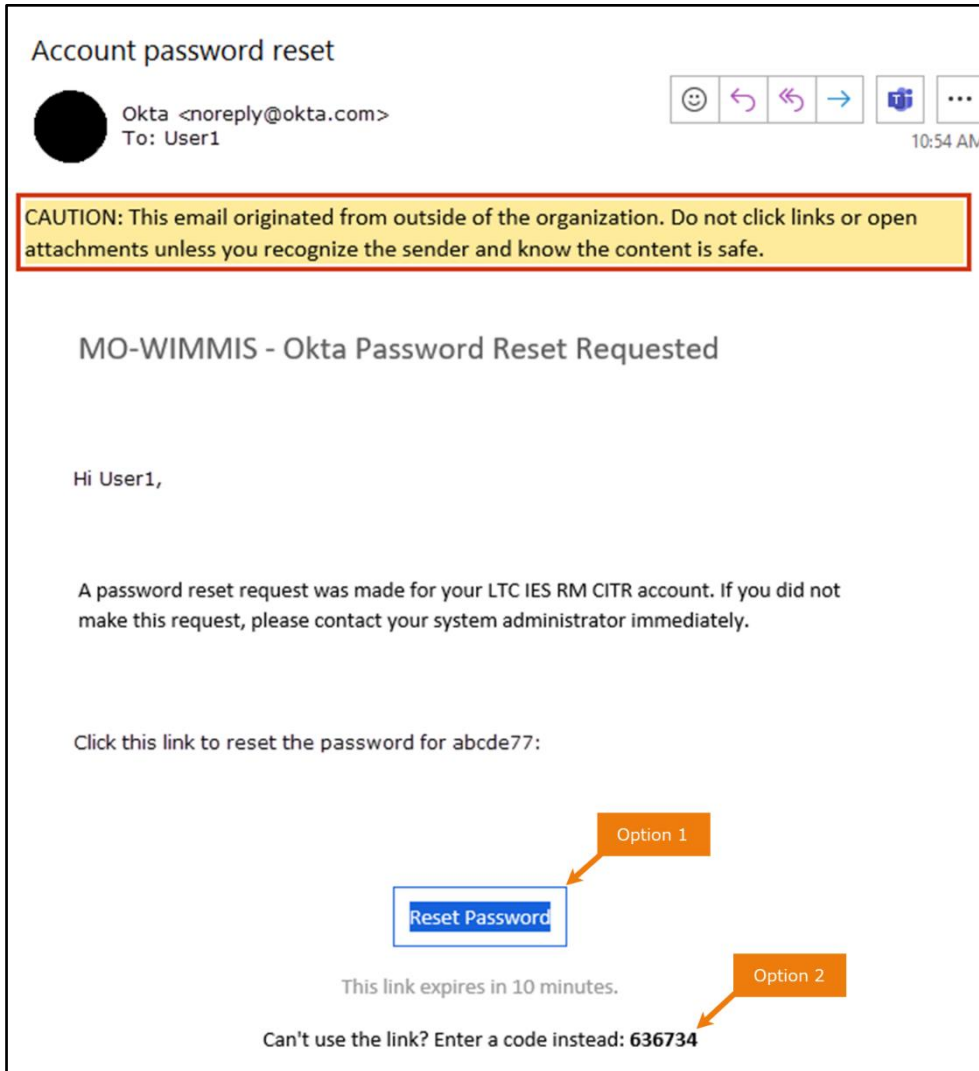 Account password reset
Okta <noreply@okta.com>
To: User1
10:54 AM
CAUTION: This email originated from outside of the organization. Do not click links or open
attachments unless you recognize the sender and know the content is safe.
MO-WIMMIS - Okta Password Reset Requested
Hi User1,
A password reset request was made for your LTC IES RM CITR account. If you did not
make this request, please contact your system administrator immediately.
Click this link to reset the password for abcde77:
Option 1
Reset Password
This link expires in 10 minutes.
Option 2
Can't use the link? Enter a code instead: 636734